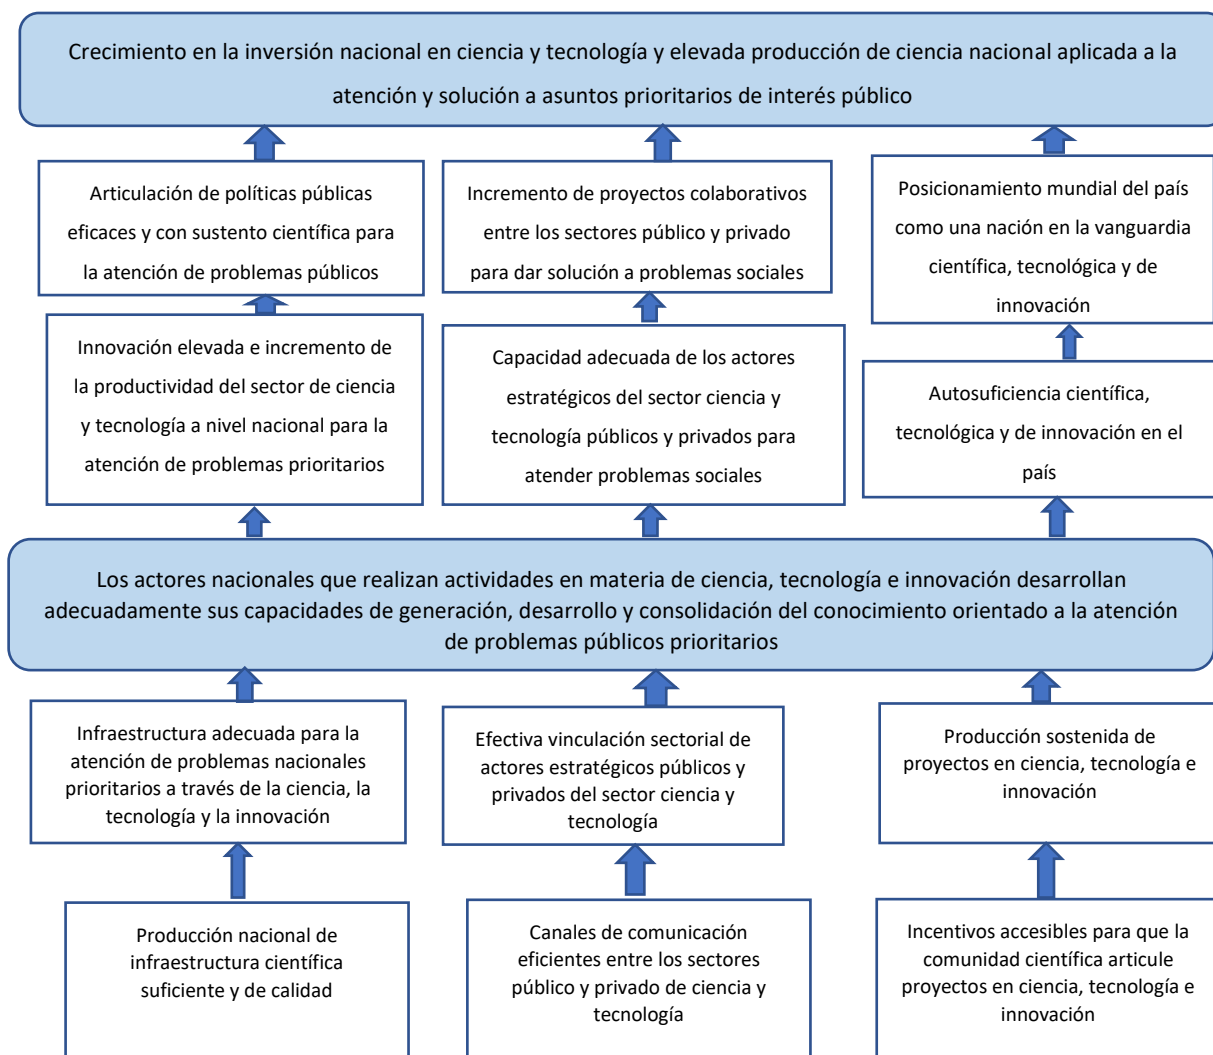 Crecimiento en la inversión nacional en ciencia y tecnología y elevada producción de ciencia nacional aplicada a la
atención y solución a asuntos prioritarios de interés público
Articulación de políticas públicas
eficaces y con sustento científica para
la atención de problemas públicos
Incremento de proyectos colaborativos
entre los sectores público y privado
para dar solución a problemas sociales
Posicionamiento mundial del país
como una nación en la vanguardia
científica, tecnológica y de
innovación
Innovación elevada e incremento de
la productividad del sector de ciencia
y tecnología a nivel nacional para la
atención de problemas prioritarios
Capacidad adecuada de los actores
estratégicos del sector ciencia y
tecnología públicos y privados para
atender problemas sociales
Autosuficiencia científica,
tecnológica y de innovación en el
país
Los actores nacionales que realizan actividades en materia de ciencia, tecnología e innovación desarrollan
adecuadamente sus capacidades de generación, desarrollo y consolidación del conocimiento orientado a la atención
de problemas públicos prioritarios
Infraestructura adecuada para la
atención de problemas nacionales
prioritarios a través de la ciencia, la
tecnología y la innovación
Efectiva vinculación sectorial de
actores estratégicos públicos y
privados del sector ciencia y
tecnología
Producción sostenida de
proyectos en ciencia, tecnología e
innovación
Producción nacional de
infraestructura científica
suficiente y de calidad
Canales de comunicación
eficientes entre los sectores
público y privado de ciencia y
tecnología
Incentivos accesibles para que la
comunidad científica articule
proyectos en ciencia, tecnología e
innovación